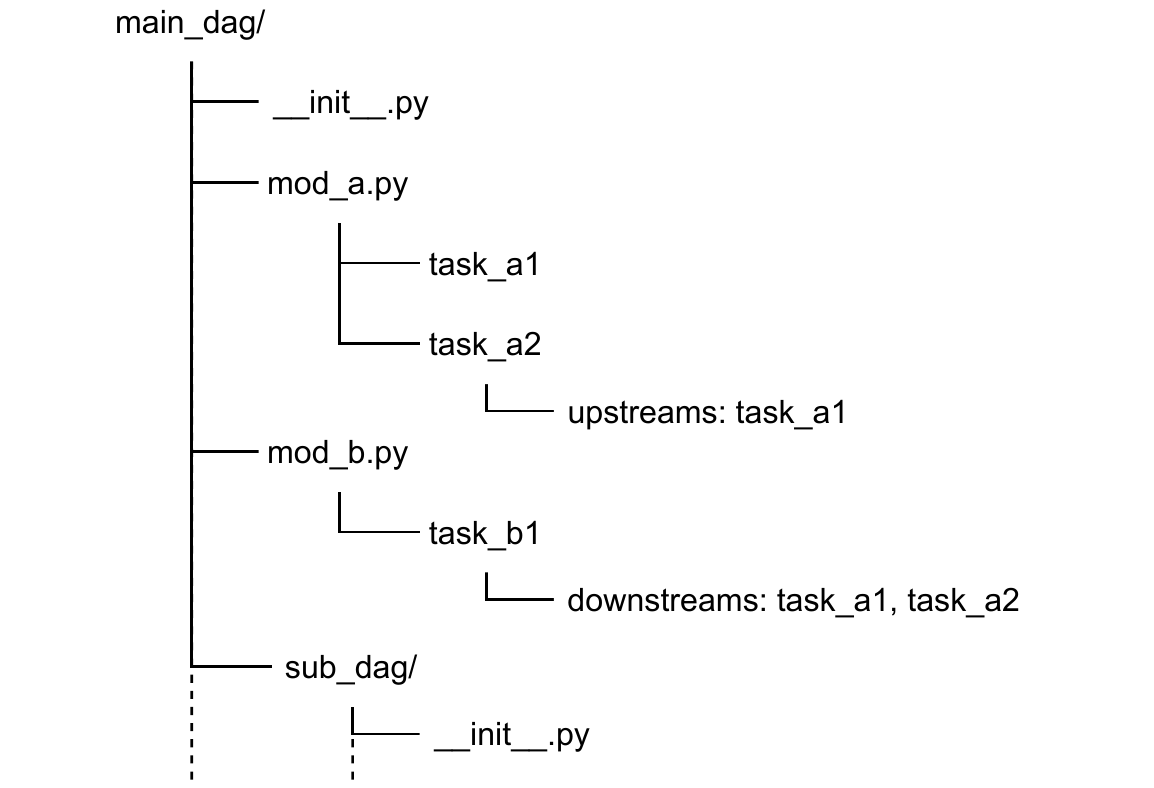 main_dag/
__init__.py
mod_a.py
task_a1
task_a2
upstreams: task_a1
mod_b.py
task_b1
downstreams: task_a1, task_a2
sub_dag/
__init__.py